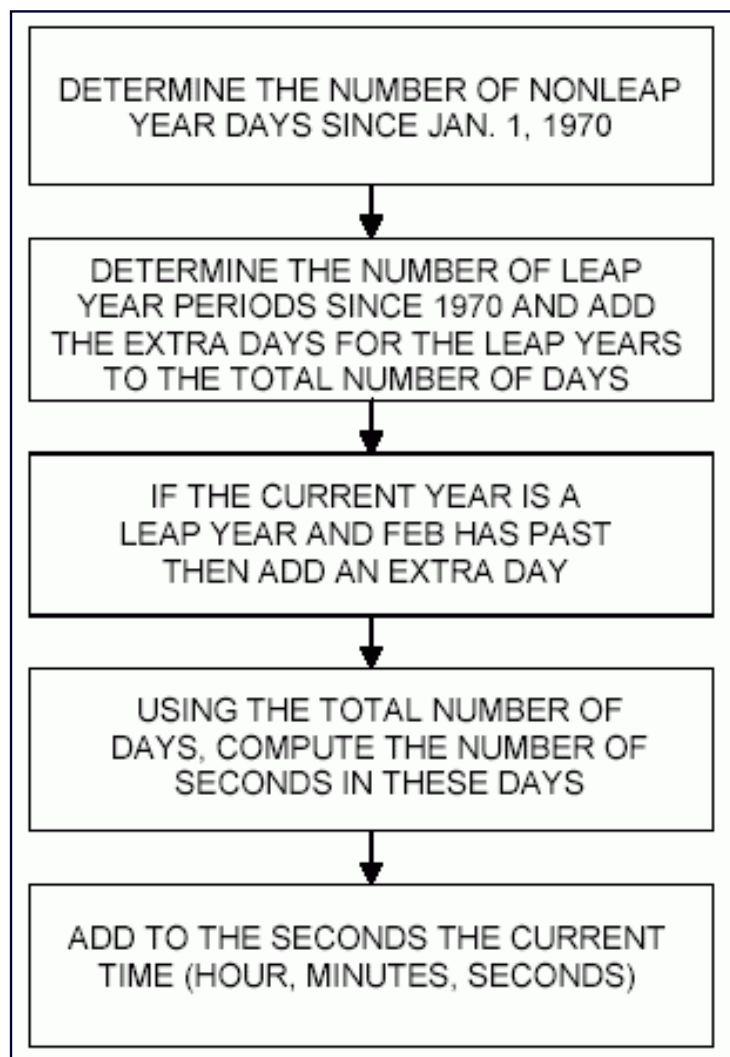 DETERMINE THE NUMBER OF NONLEAP
YEAR DAYS SINCE JAN. 1, 1970
DETERMINE THE NUMBER OF LEAP
YEAR PERIODS SINCE 1970 AND ADD
THE EXTRA DAYS FOR THE LEAP YEARS
TO THE TOTAL NUMBER OF DAYS
IF THE CURRENT YEAR IS A
LEAP YEAR AND FEB HAS PAST
THEN ADD AN EXTRA DAY
USING THE TOTAL NUMBER OF
DAYS, COMPUTE THE NUMBER OF
SECONDS IN THESE DAYS
ADD TO THE SECONDS THE CURRENT
TIME (HOUR, MINUTES, SECONDS)